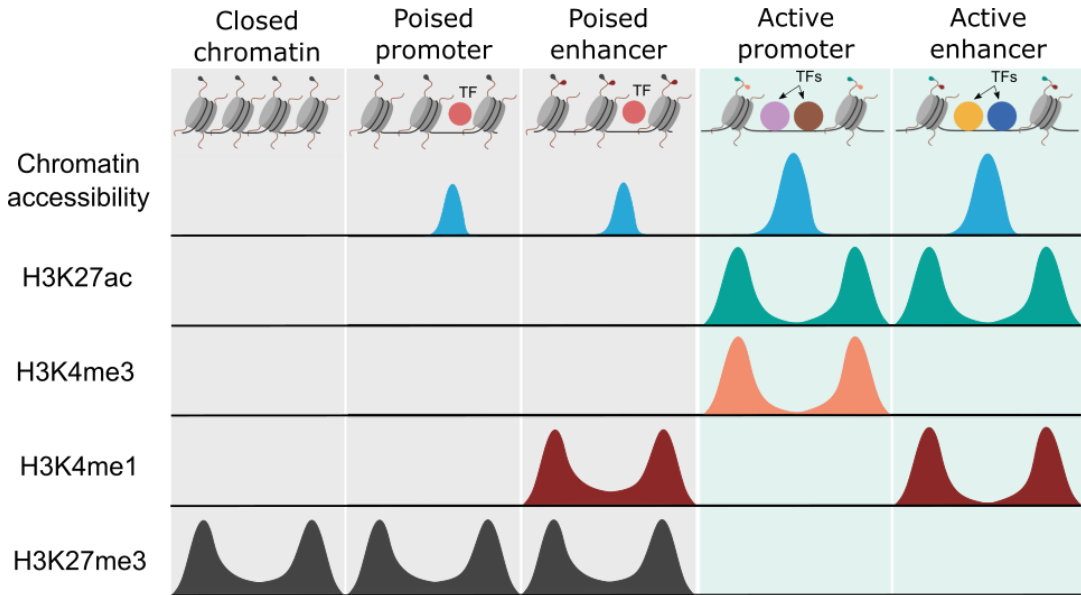 Closed
chromatin
Poised
promoter
Poised
enhancer
Active
promoter
Active
enhancer
TF
TF
TFs
TFs
Chromatin
accessibility
H3K27ac
H3K4me3
H3K4me1
H3K27me3